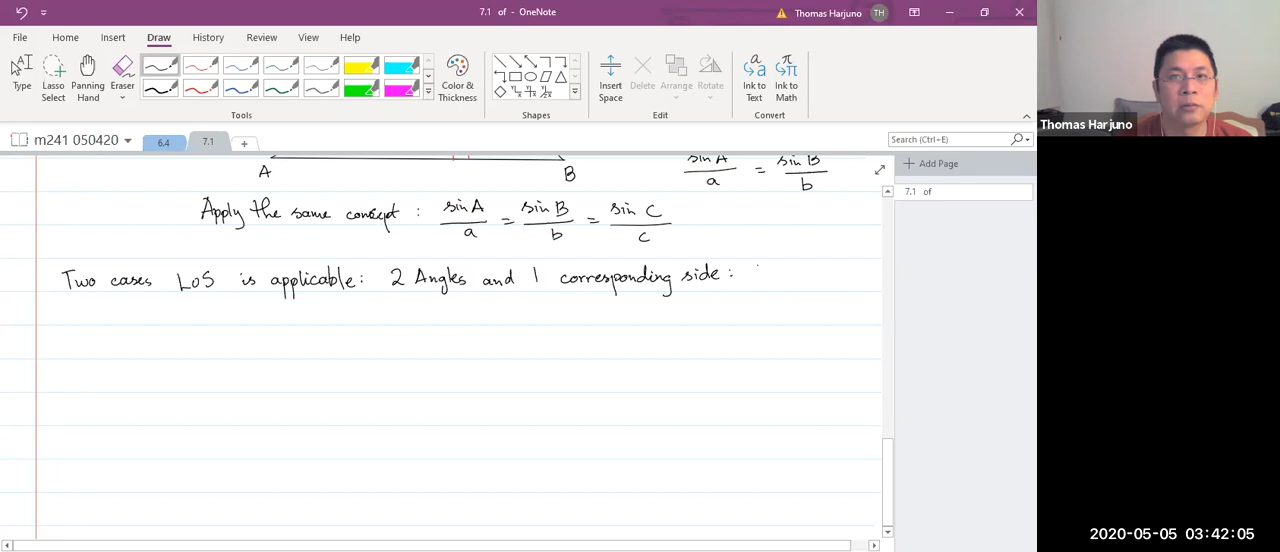 7.1 of - OneNote
Thomas Harjuno TH
File Home Insert Draw History Review View Help
Type Lasso Select Panning Hand Eraser Color & Thickness Insert Space Delete Arrange Rotate Ink to Text Ink to Math
Tools Shapes Edit Convert
m241 050420 6.4 7.1
Search (Ctrl+E)
Add Page
7.1 of
A B sin A / a = sin B / b
Apply the same concept : sin A / a = sin B / b = sin C / c
Two cases LoS is applicable: 2 Angles and 1 corresponding side:
Thomas Harjuno
2020-05-05 03:42:05